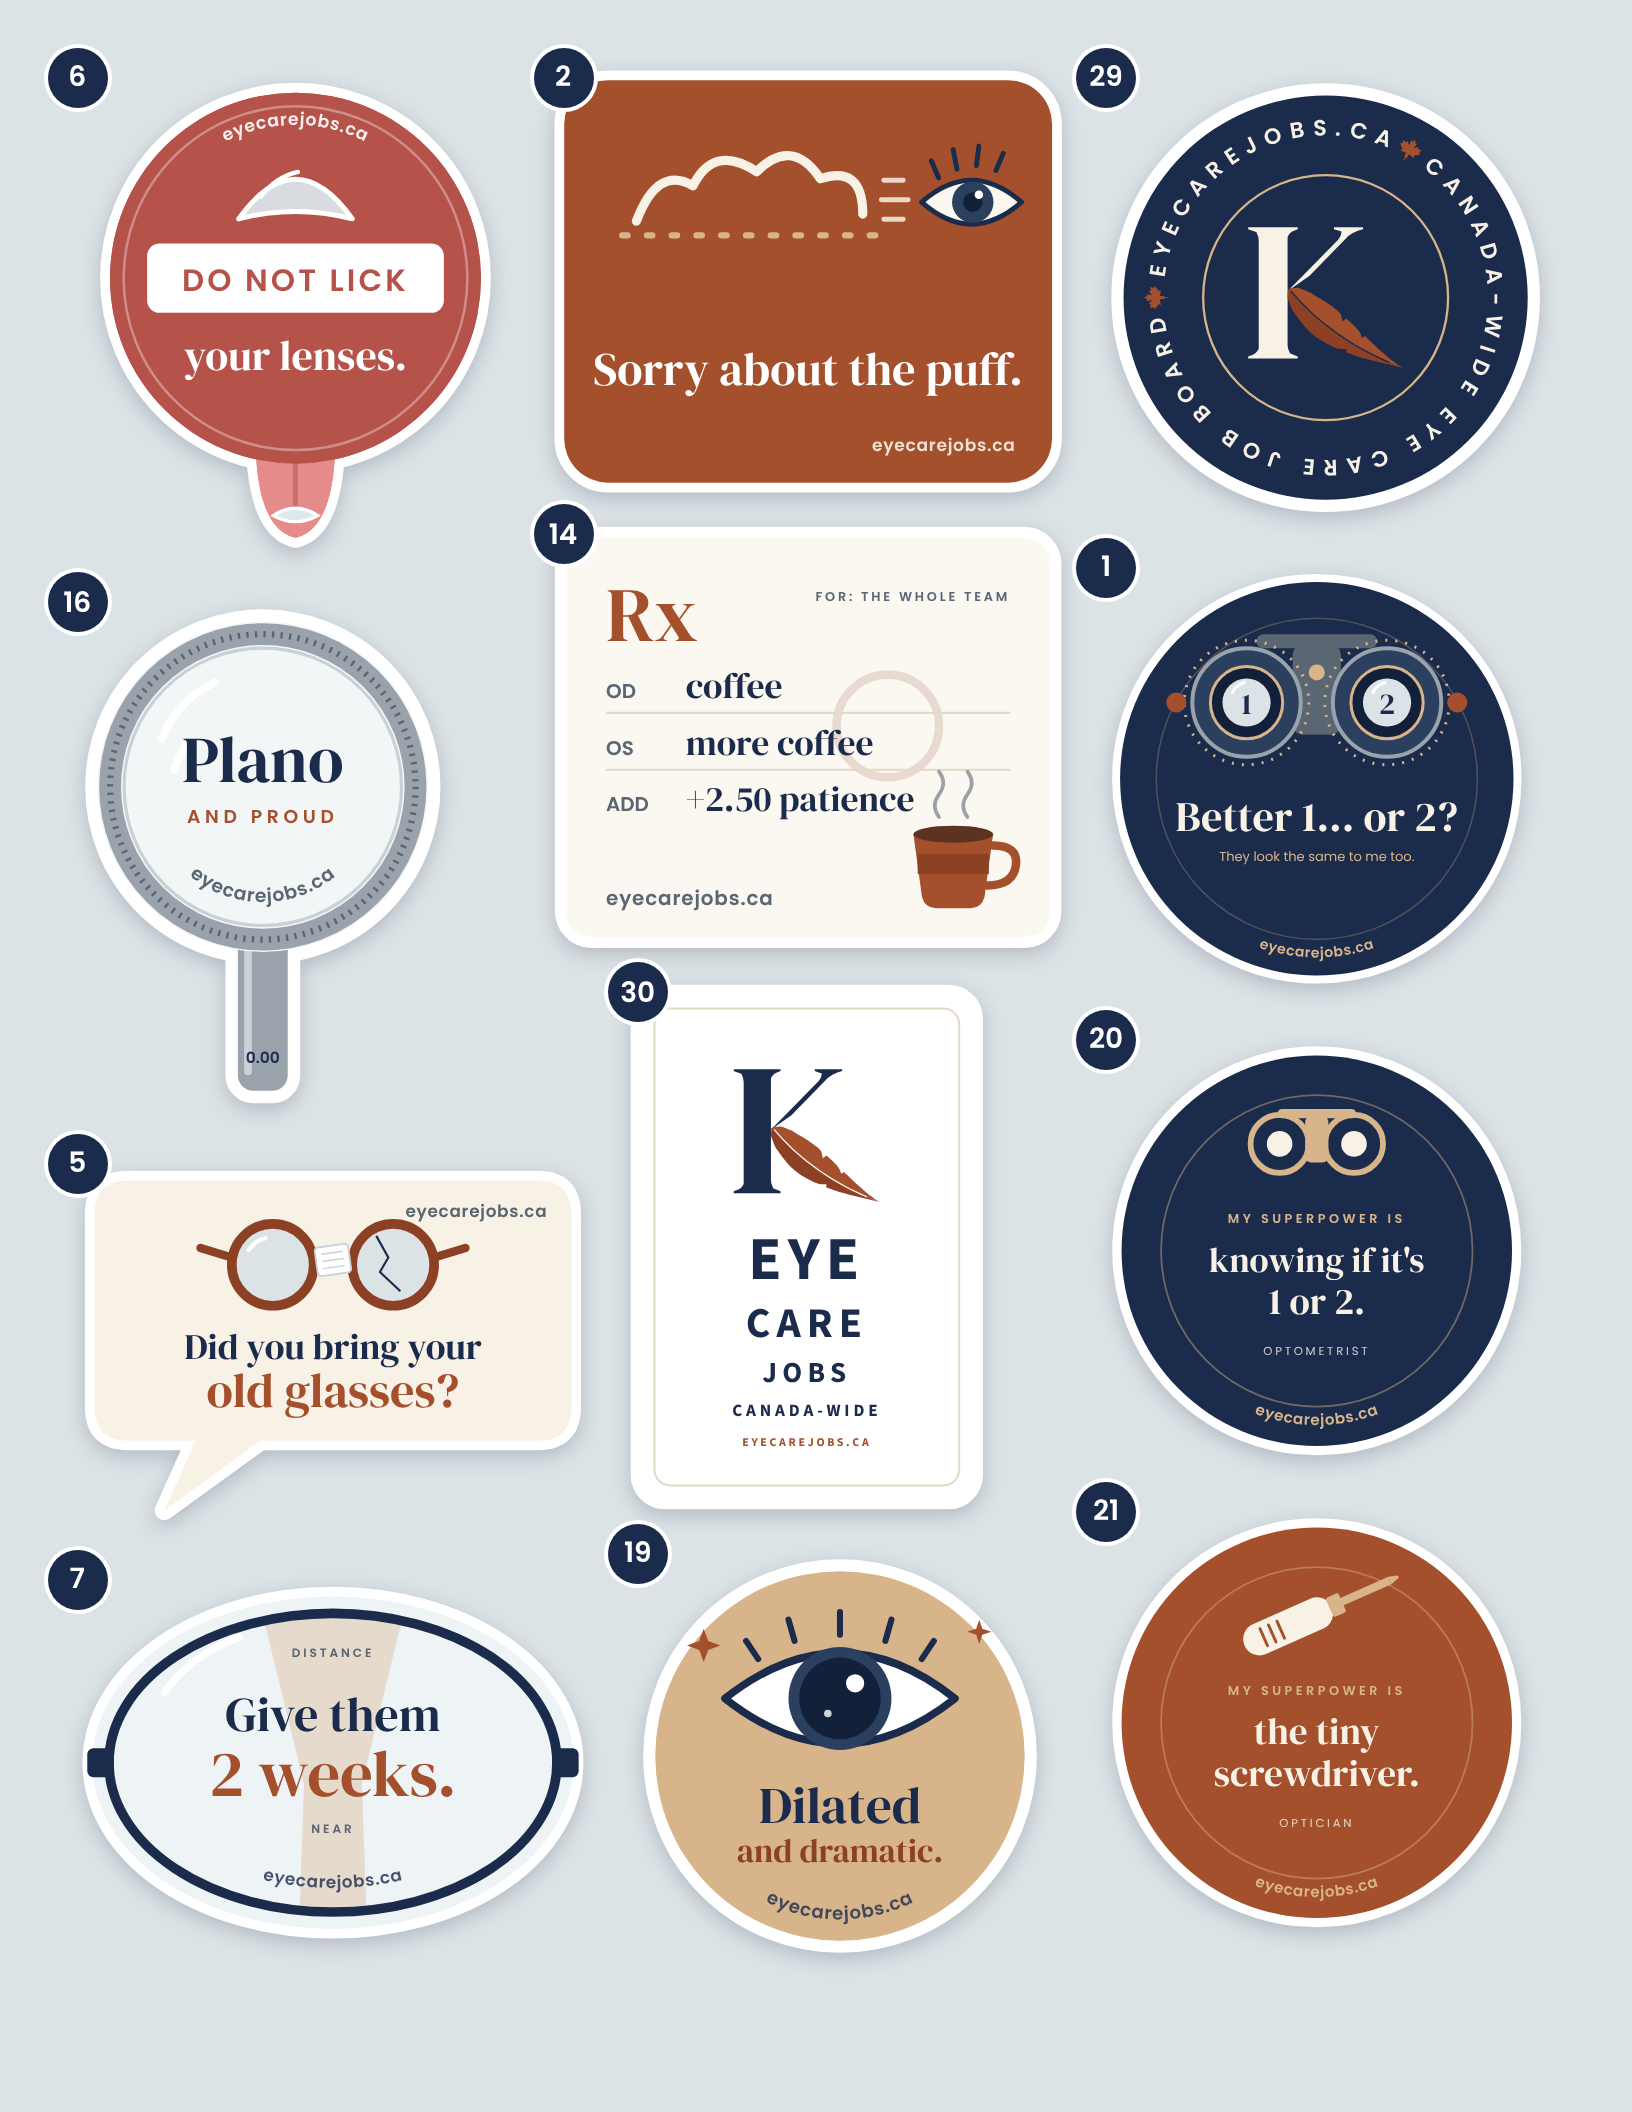 6
eyecarejobs.ca
DO NOT LICK
your lenses.
2
Sorry about the puff.
eyecarejobs.ca
29
EYECAREJOBS.CA
CANADA-WIDE EYE CARE JOB BOARD
K
14
Rx
FOR: THE WHOLE TEAM
OD coffee
OS more coffee
ADD +2.50 patience
eyecarejobs.ca
1
1 2
Better 1... or 2?
They look the same to me too.
eyecarejobs.ca
16
Plano
AND PROUD
eyecarejobs.ca
0.00
30
K
EYE
CARE
JOBS
CANADA-WIDE
EYECAREJOBS.CA
20
MY SUPERPOWER IS
knowing if it's
1 or 2.
OPTOMETRIST
eyecarejobs.ca
5
eyecarejobs.ca
Did you bring your
old glasses?
7
DISTANCE
Give them
2 weeks.
NEAR
eyecarejobs.ca
19
Dilated
and dramatic.
eyecarejobs.ca
21
MY SUPERPOWER IS
the tiny
screwdriver.
OPTICIAN
eyecarejobs.ca